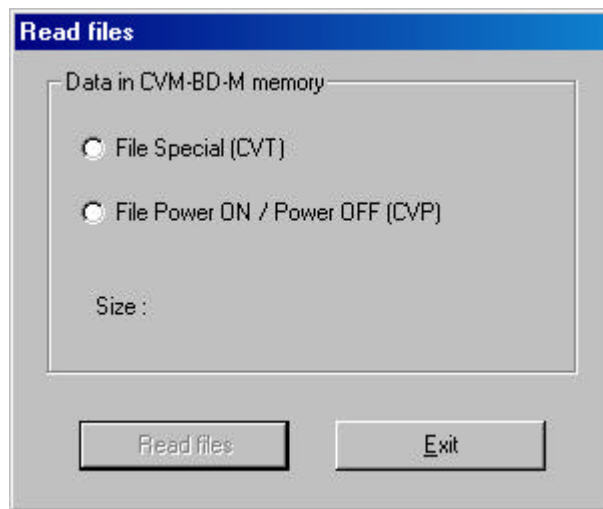 Read files
Data in CVM-BD-M memory
File Special (CVT)
File Power ON / Power OFF (CVP)
Size :
Read files
Exit